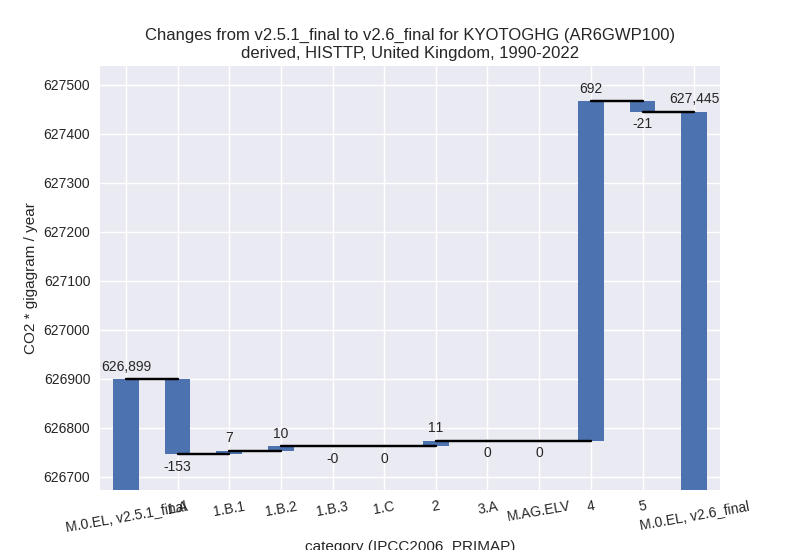 Changes from v2.5.1_final to v2.6_final for KYOTOGHG (AR6GWP100)
derived, HISTTP, United Kingdom, 1990-2022
627500
627400
627300
627200
627100
627000
626900
626800
626700
CO2 * gigagram / year
626,899
-153
7
10
-0
0
11
0
0
692
-21
627,445
M.0.EL, v2.5.1_final
1.A
1.B.1
1.B.2
1.B.3
1.C
2
3.A
M.AG.ELV
4
5
M.0.EL, v2.6_final
category (IPCC2006_PRIMAP)